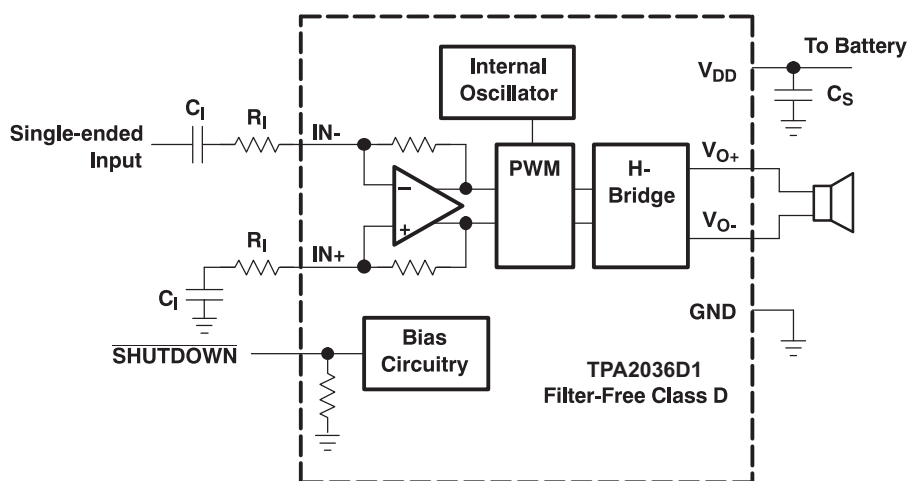 To Battery
Internal
Oscillator
V_DD
C_S
C_I
R_I
Single-ended
Input
IN-
−
+
PWM
H-
Bridge
V_O+
V_O-
R_I
IN+
C_I
GND
SHUTDOWN
Bias
Circuitry
TPA2036D1
Filter-Free Class D